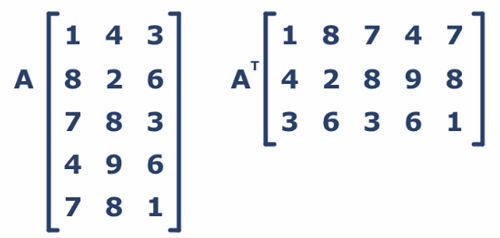 A
1 4 3
8 2 6
7 8 3
4 9 6
7 8 1
Aᵀ
1 8 7 4 7
4 2 8 9 8
3 6 3 6 1